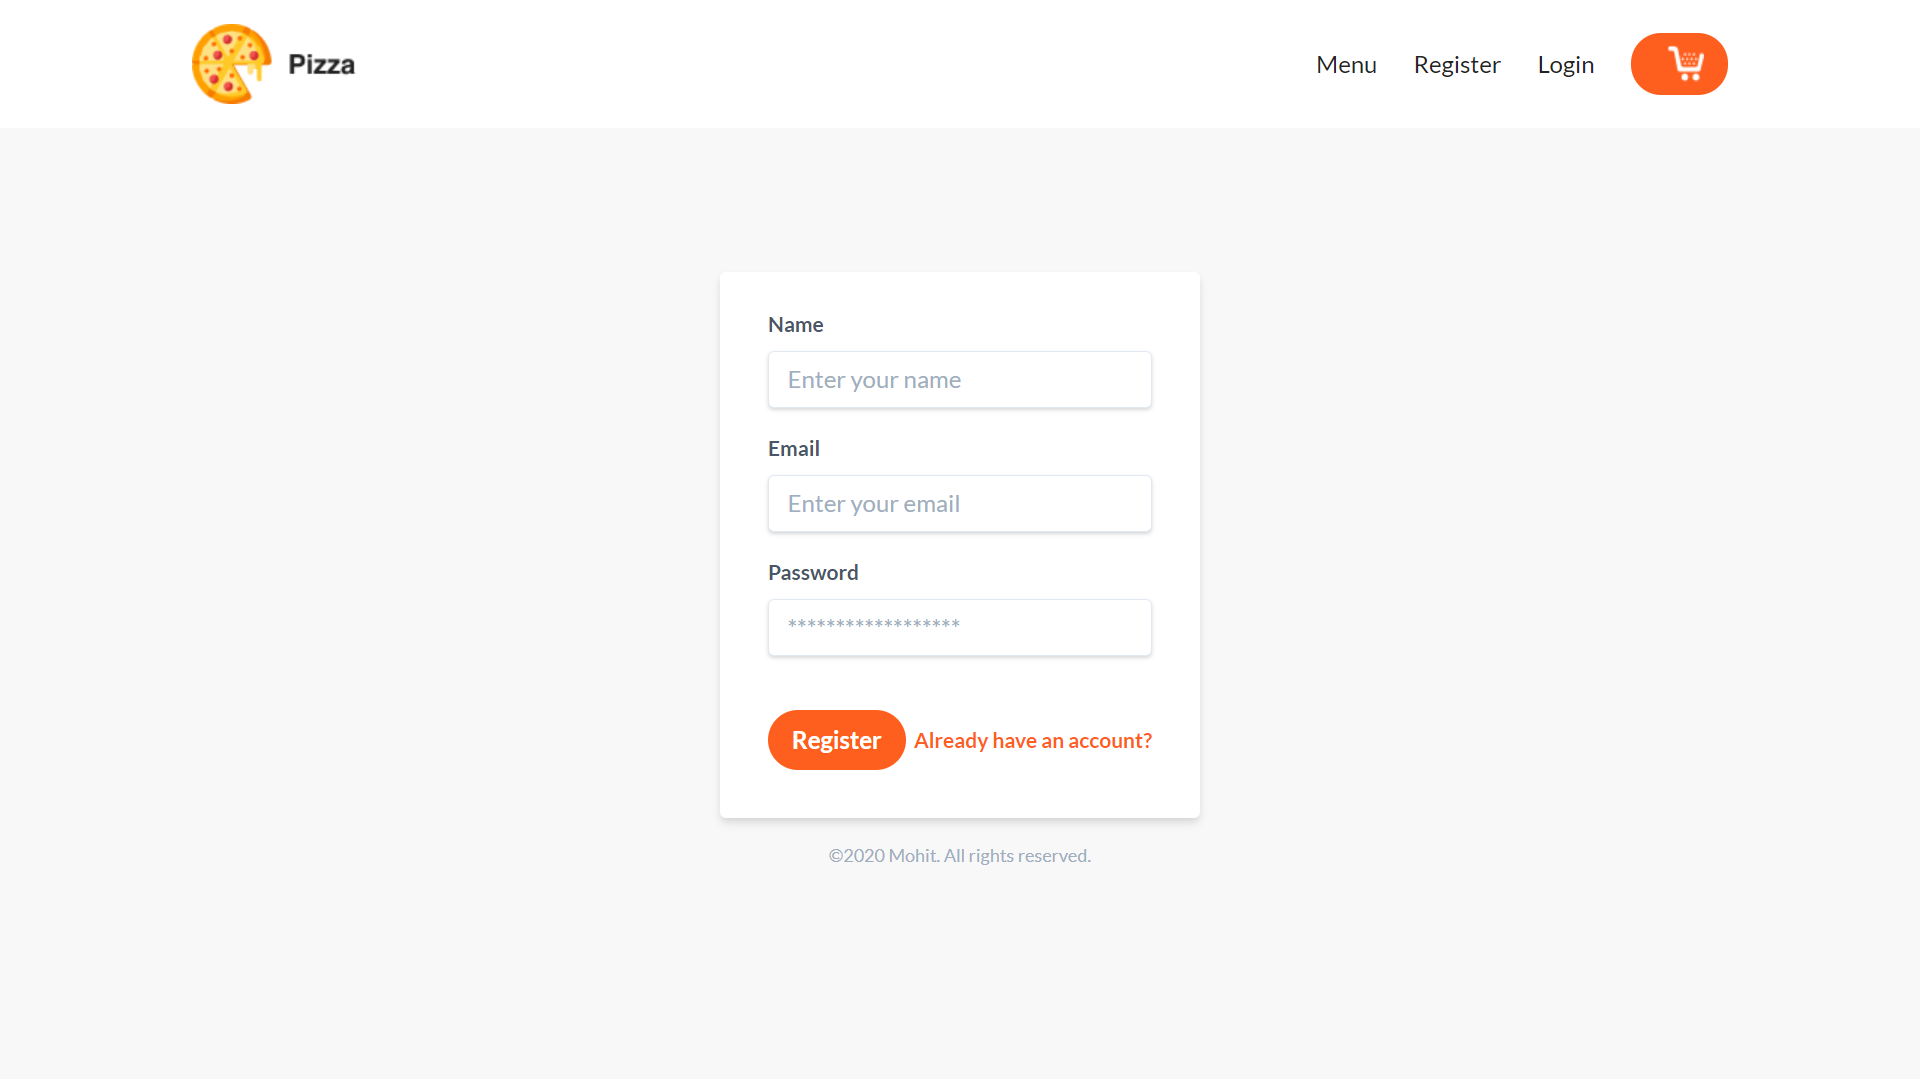 Pizza
Menu Register Login
Name
Enter your name
Email
Enter your email
Password
******************
Register Already have an account?
©2020 Mohit. All rights reserved.